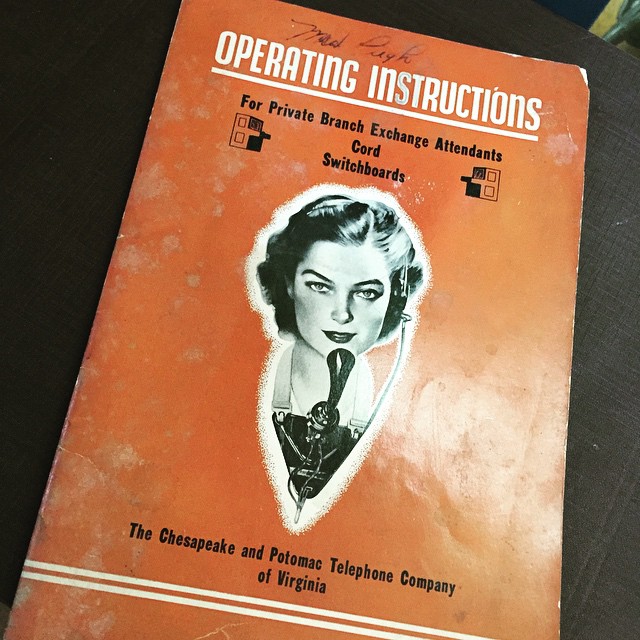 OPERATING INSTRUCTIONS
For Private Branch Exchange Attendants
Cord
Switchboards
The Chesapeake and Potomac Telephone Company
of Virginia